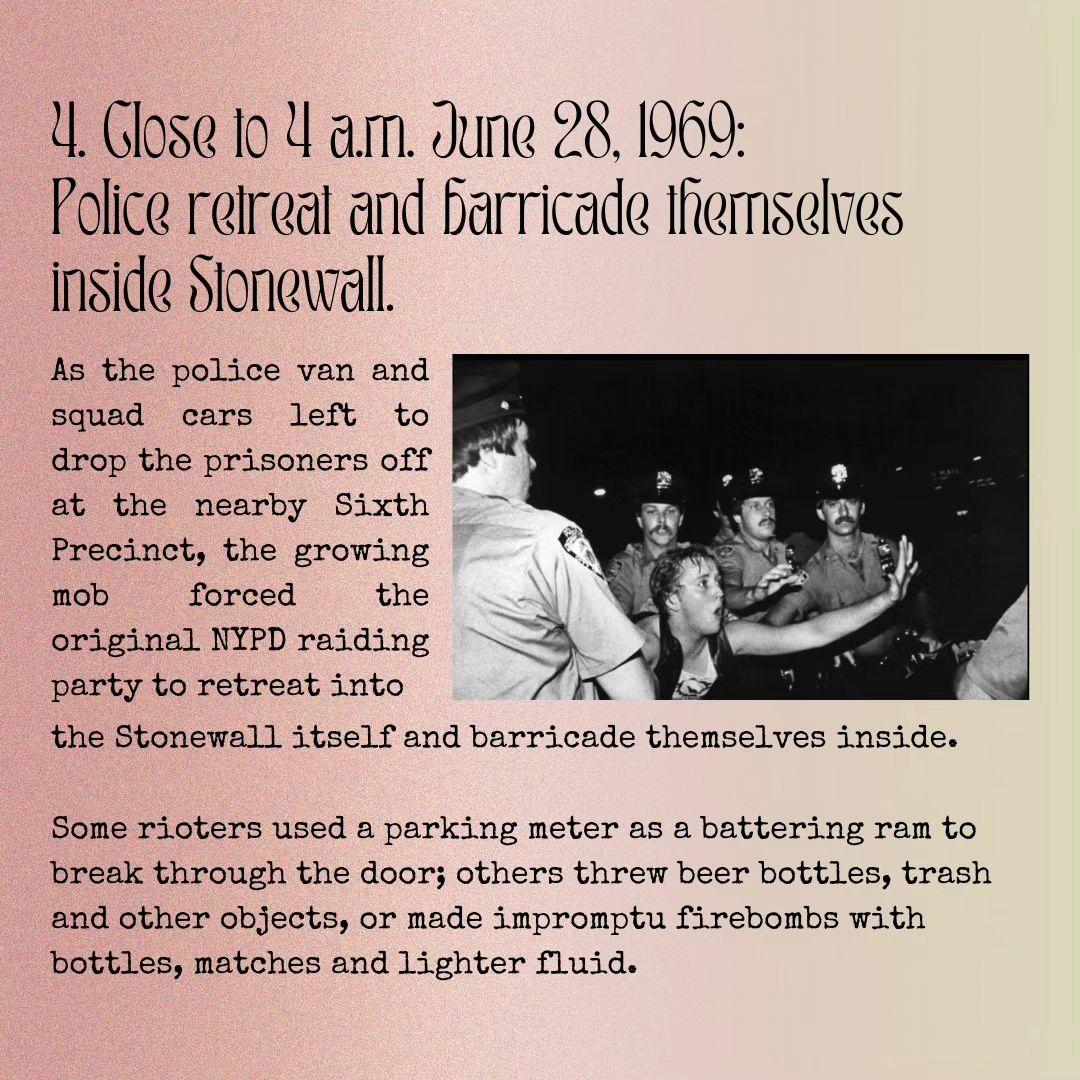 4. Close to 4 a.m. June 28, 1969:
Police retreat and barricade themselves
inside Stonewall.
As the police van and
squad cars left to
drop the prisoners off
at the nearby Sixth
Precinct, the growing
mob forced the
original NYPD raiding
party to retreat into
the Stonewall itself and barricade themselves inside.
Some rioters used a parking meter as a battering ram to
break through the door; others threw beer bottles, trash
and other objects, or made impromptu firebombs with
bottles, matches and lighter fluid.